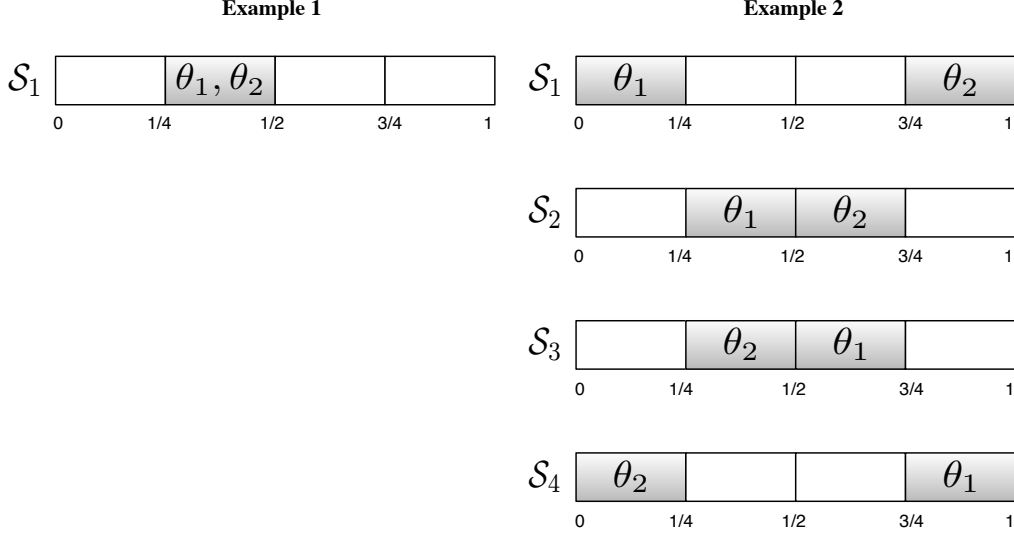 Example 1
S₁ θ₁, θ₂
0 1/4 1/2 3/4 1
Example 2
S₁ θ₁ θ₂
0 1/4 1/2 3/4 1
S₂ θ₁ θ₂
0 1/4 1/2 3/4 1
S₃ θ₂ θ₁
0 1/4 1/2 3/4 1
S₄ θ₂ θ₁
0 1/4 1/2 3/4 1